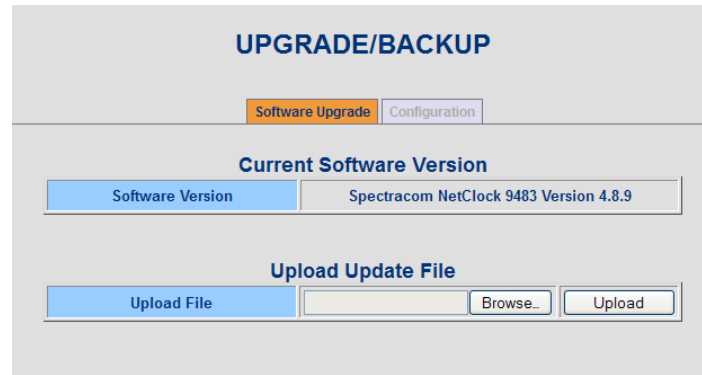 UPGRADE/BACKUP
Software Upgrade Configuration
Current Software Version
Software Version Spectracom NetClock 9483 Version 4.8.9
Upload Update File
Upload File Browse... Upload